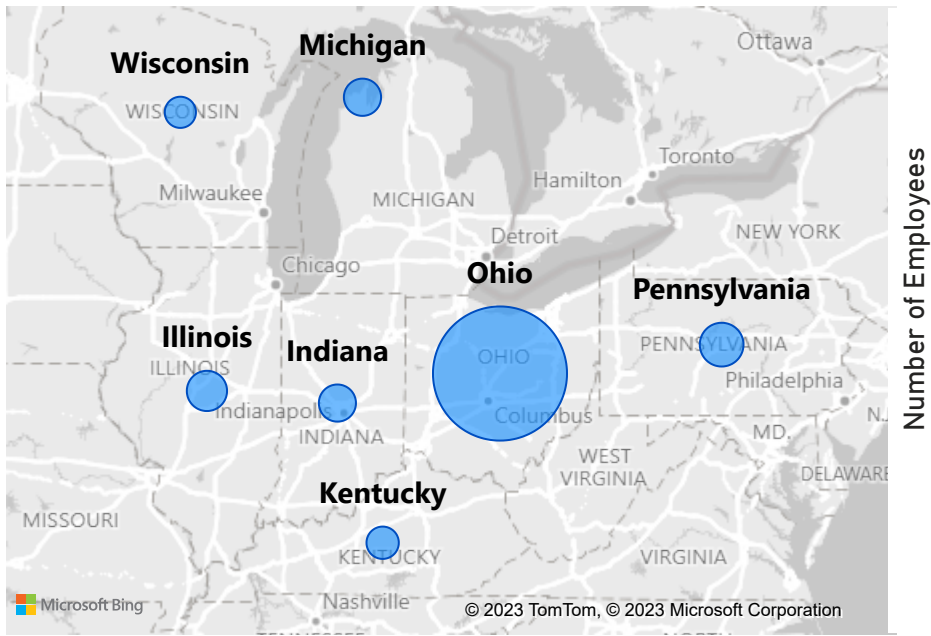 Ottawa
Michigan
Wisconsin
WISCONSIN
Toronto
Hamilton
Milwaukee
MICHIGAN
NEW YORK
Detroit
Chicago
Ohio
Pennsylvania
Illinois
Indiana
OHIO
PENNSYLVANIA
ILLINOIS
Philadelphia
Indianapolis
Columbus
N.
INDIANA
MD.
WEST
VIRGINIA
DELAWARE
Kentucky
MISSOURI
KENTUCKY
VIRGINIA
Microsoft Bing
Nashville
© 2023 TomTom, © 2023 Microsoft Corporation
Number of Employees